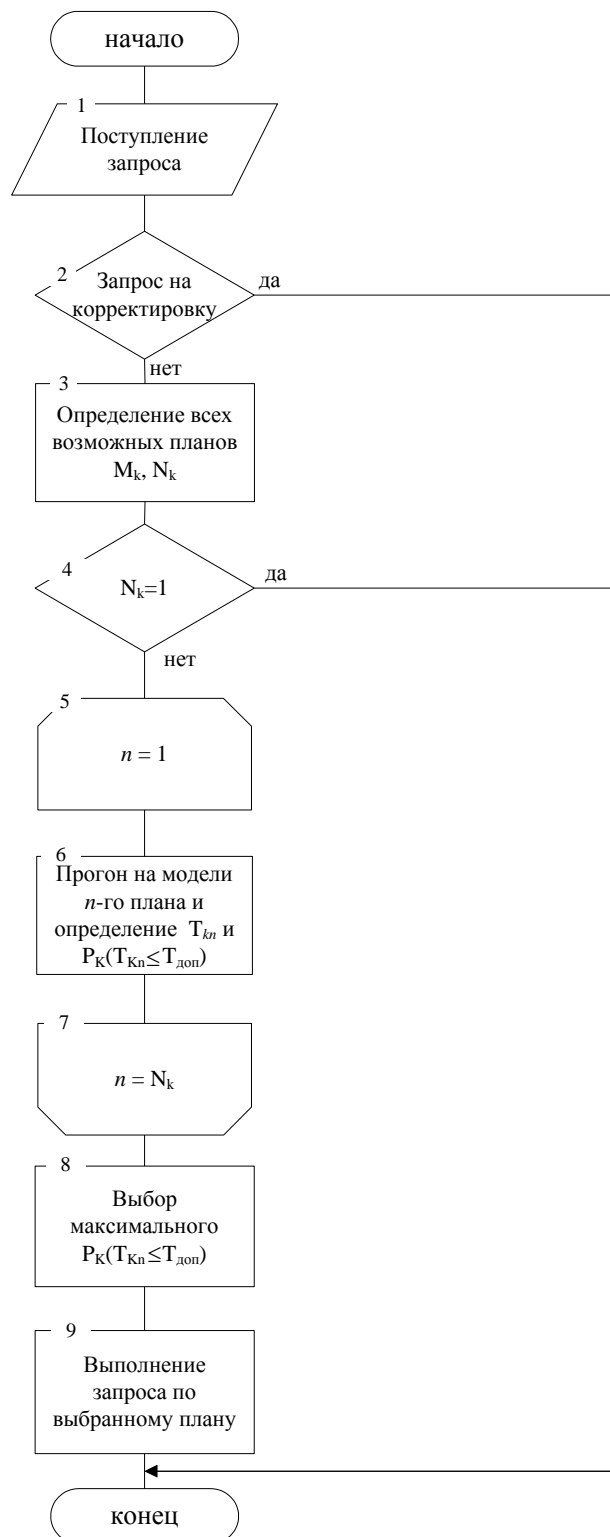 начало
1
Поступление
запроса
2
Запрос на
корректировку
да
нет
3
Определение всех
возможных планов
Mk, Nk
4
Nk=1
да
нет
5
n = 1
6
Прогон на модели
n-го плана и
определение Tkn и
PK(TKn≤Tдоп)
7
n = Nk
8
Выбор
максимального
PK(TKn≤Tдоп)
9
Выполнение
запроса по
выбранному плану
конец